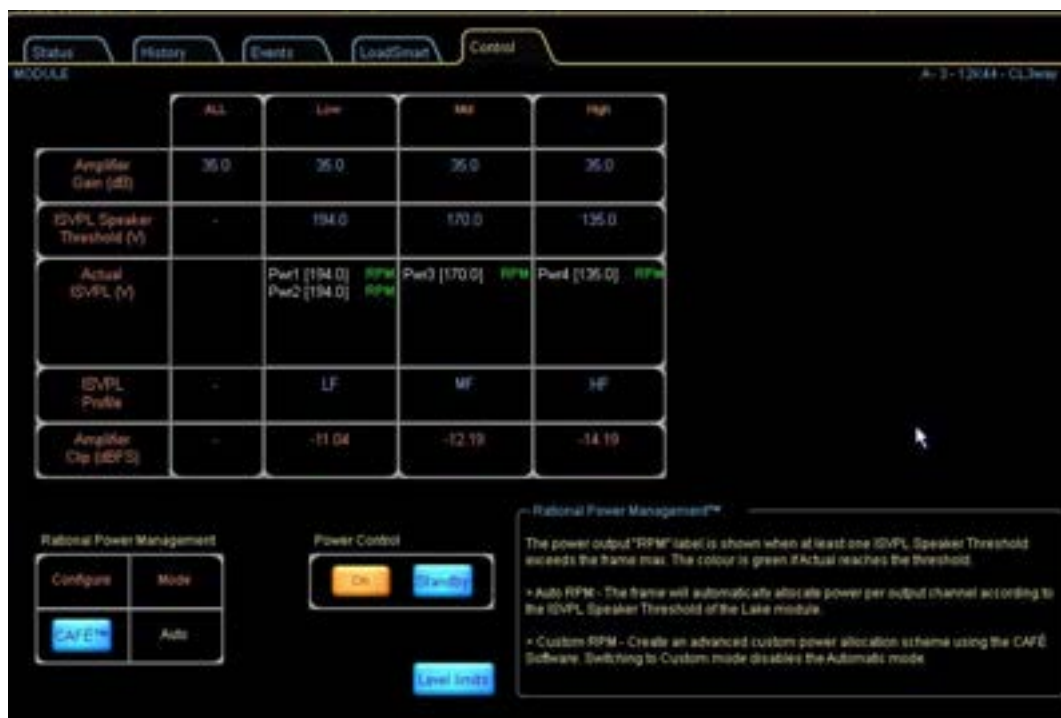 Status History Events LoadSmart Control
MODULE A- 3 - 12K44 - CL3way
ALL Low Mid High
Amplifier
Gain (dB) 35.0 35.0 35.0 35.0
ISVPL Speaker
Threshold (V) - 194.0 170.0 135.0
Actual
ISVPL (V)
Pwr1 [194.0] RPM Pwr3 [170.0] RPM Pwr4 [135.0] RPM
Pwr2 [194.0] RPM
ISVPL
Profile - LF MF HF
Amplifier
Clip (dBFS) - -11.04 -12.19 -14.19
Rational Power Management
Configure Mode
CAFÉ™ Auto
Power Control
On Standby
Level limits
Rational Power Management™
The power output "RPM" label is shown when at least one ISVPL Speaker Threshold
exceeds the frame max. The colour is green if Actual reaches the threshold.
• Auto RPM - The frame will automatically allocate power per output channel according to
the ISVPL Speaker Threshold of the Lake module.
• Custom RPM - Create an advanced custom power allocation scheme using the CAFÉ
Software. Switching to Custom mode disables the Automatic mode.